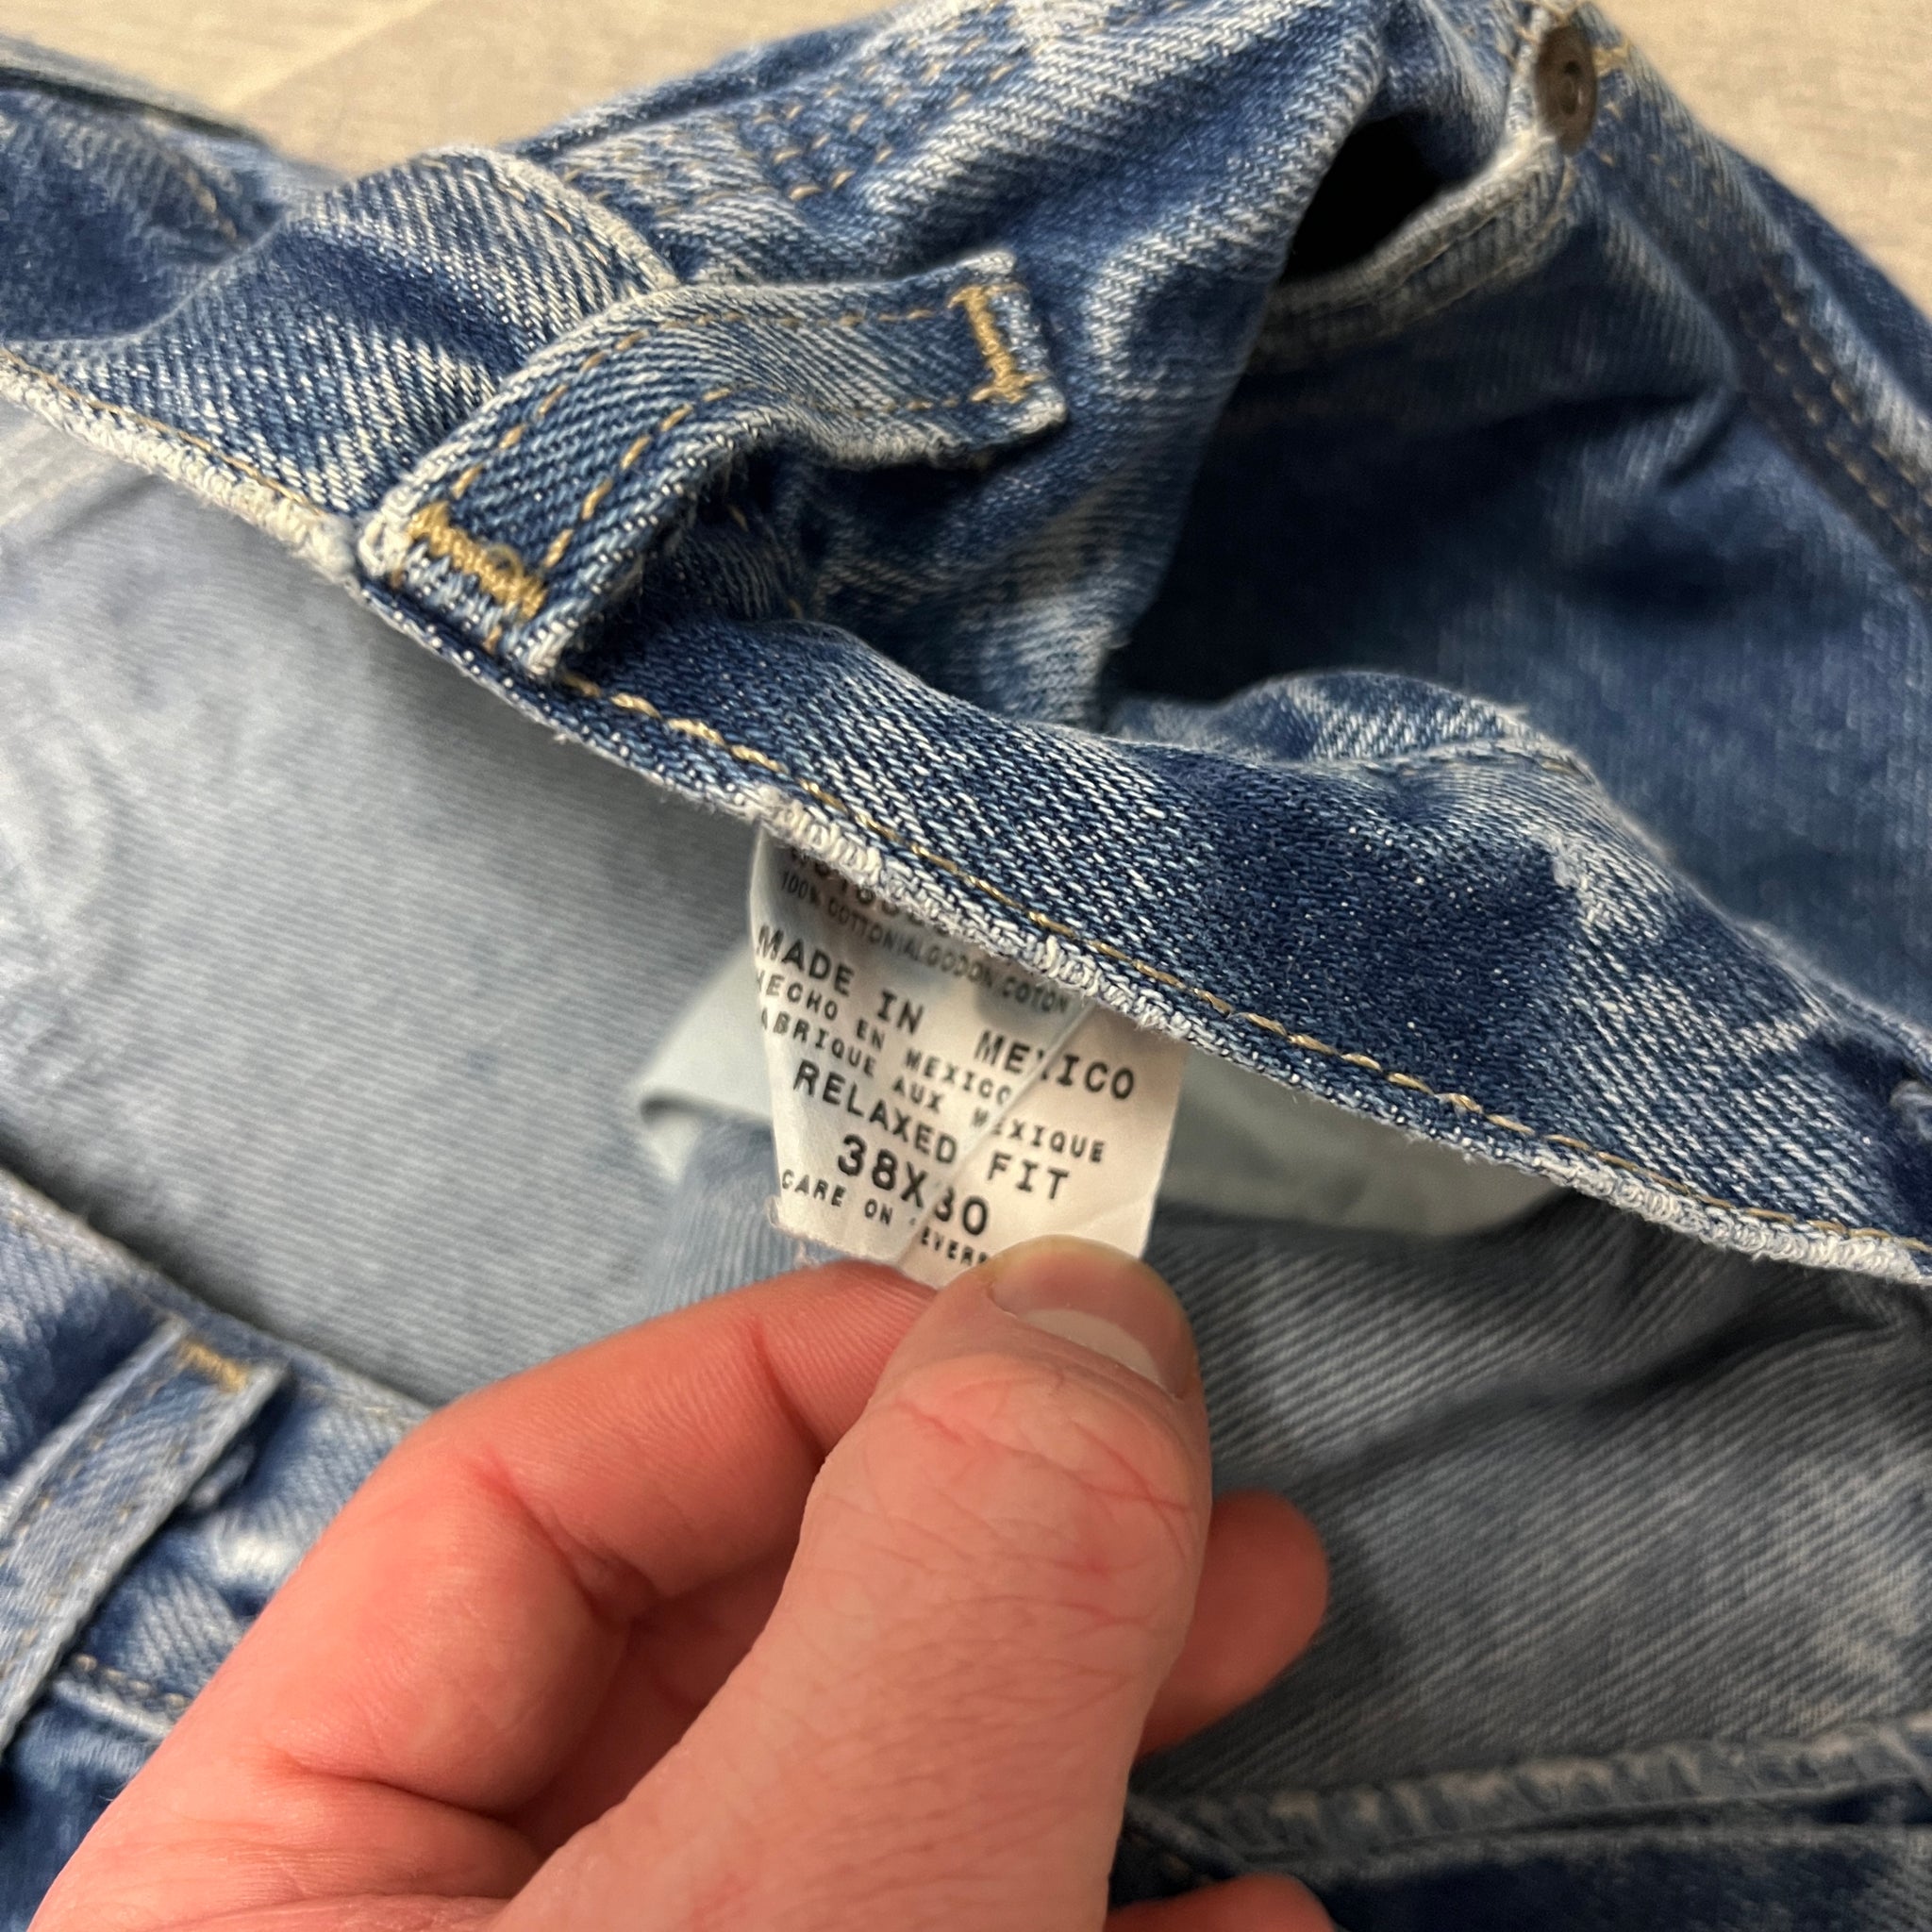 100% COTTON/ALGODON/COTON
MADE IN MEXICO
HECHO EN MEXICO
FABRIQUE AUX MEXIQUE
RELAXED FIT
38X30
CARE ON REVERSE